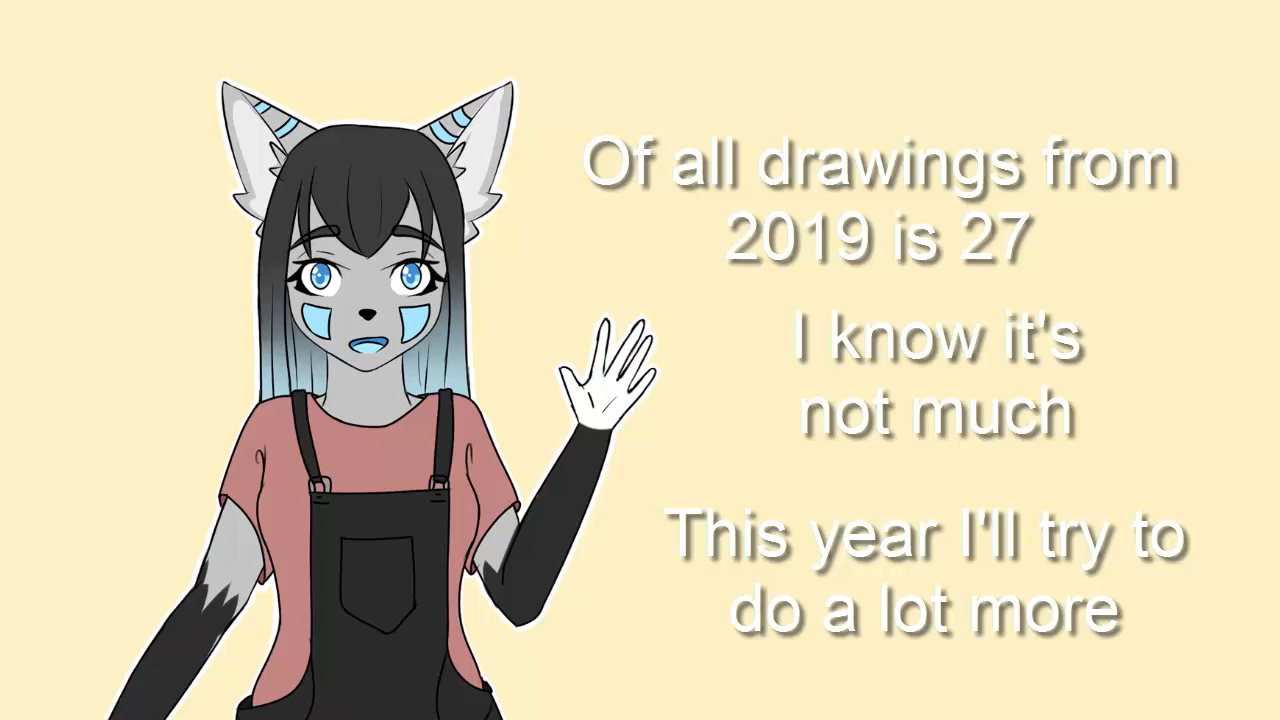 Of all drawings from
2019 is 27
I know it's
not much
This year I'll try to
do a lot more